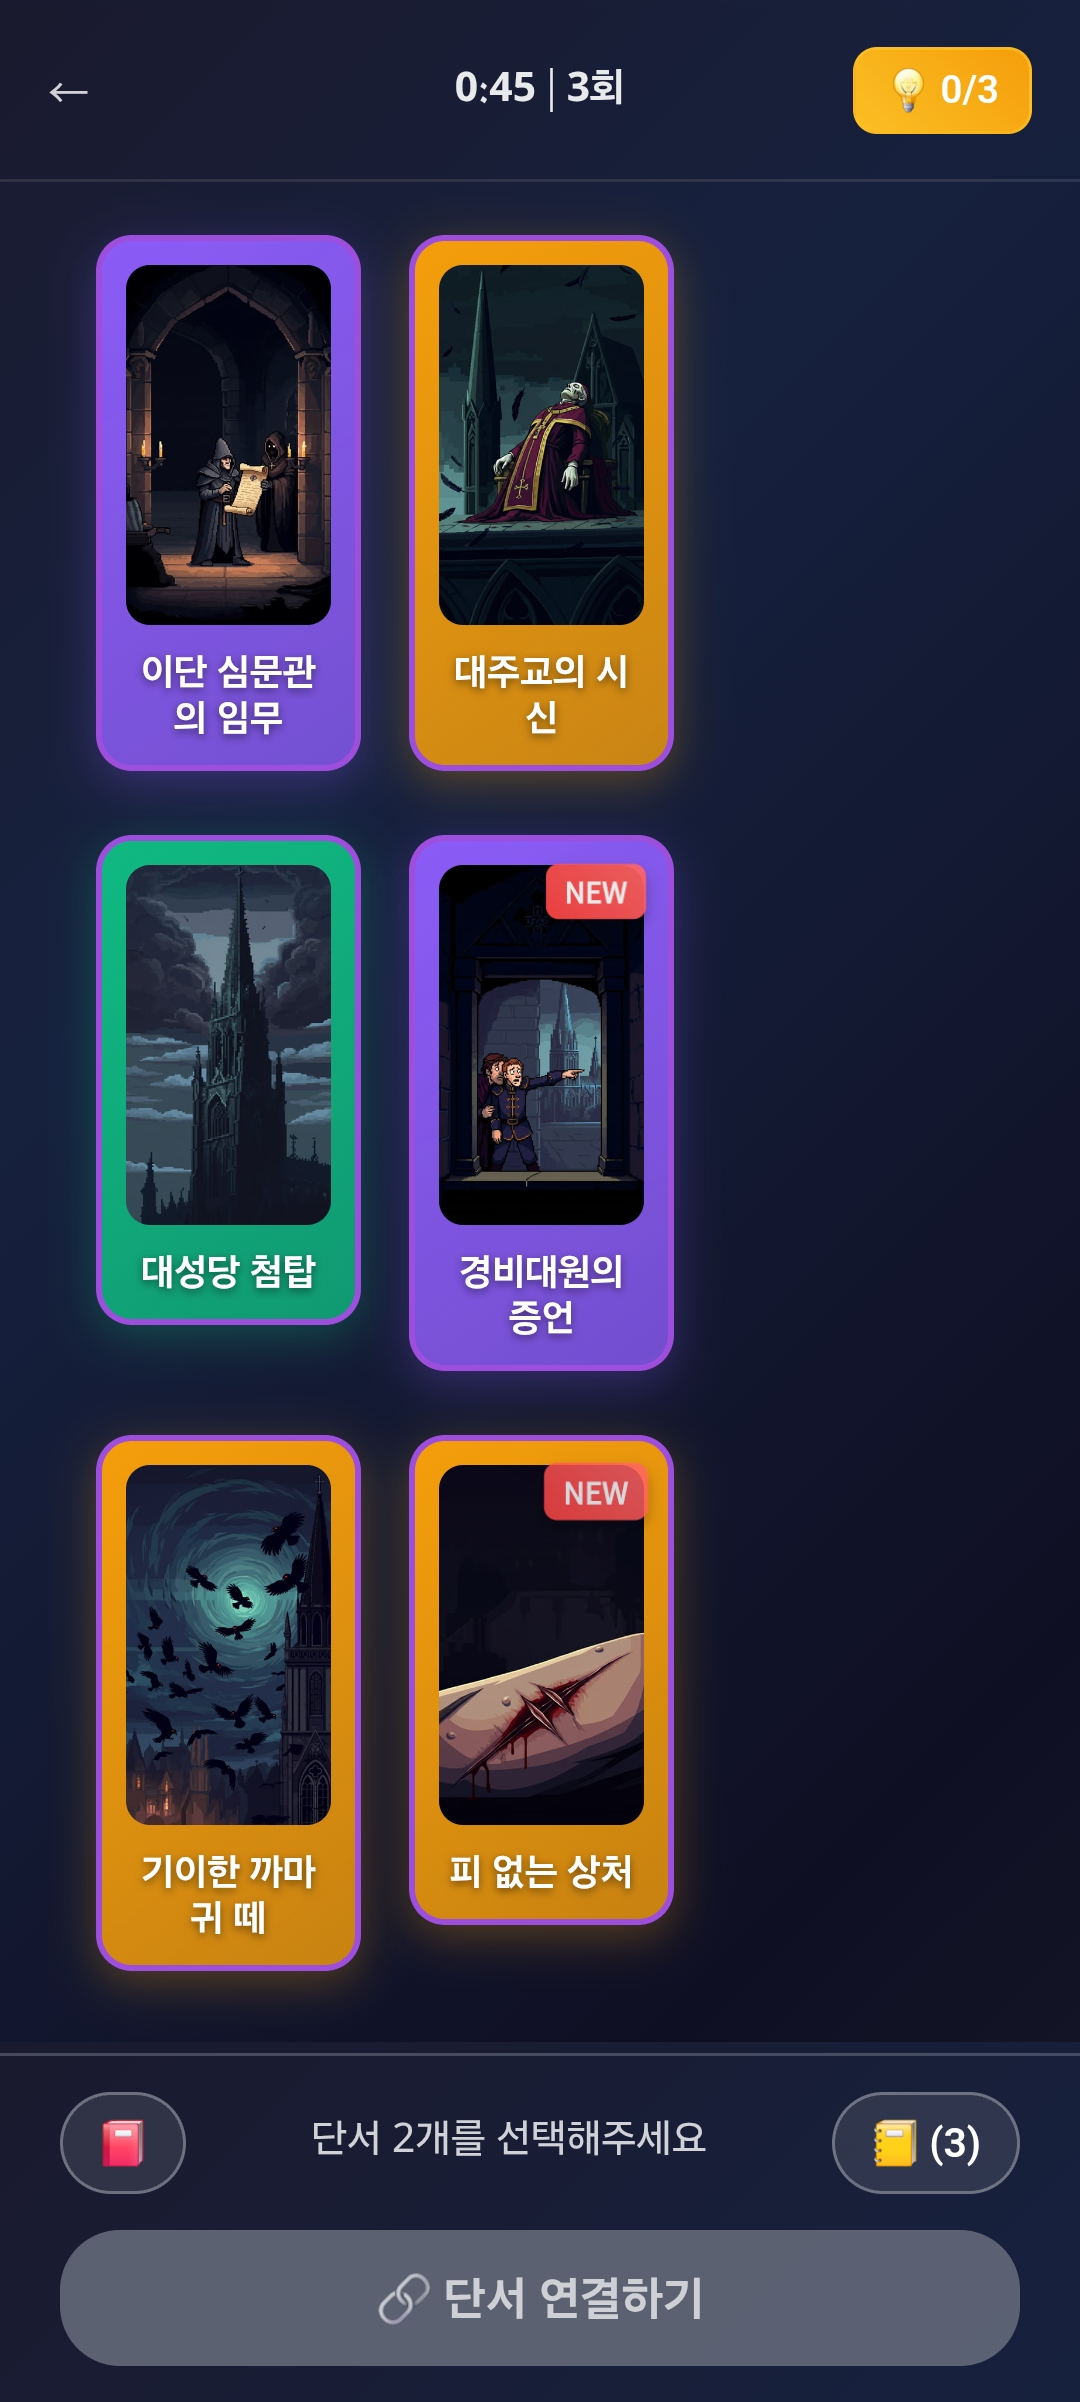 ←
0:45 | 3회
💡 0/3
이단 심문관
의 임무
대주교의 시
신
대성당 첨탑
NEW
경비대원의
증언
기이한 까마
귀 떼
NEW
피 없는 상처
단서 2개를 선택해주세요
(3)
🔗 단서 연결하기